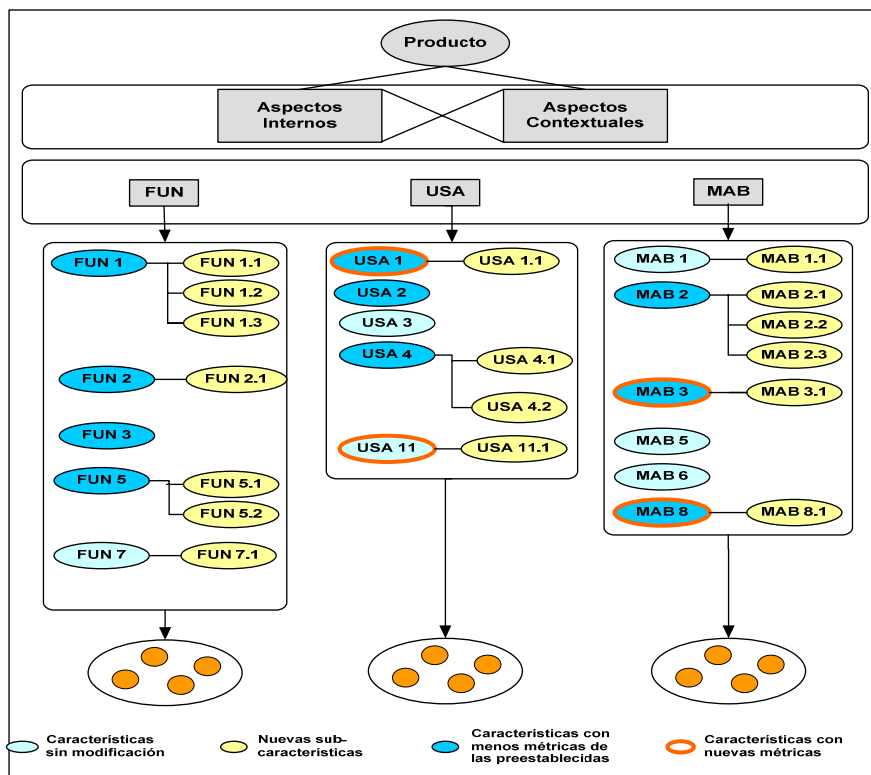 Producto
Aspectos
Internos
Aspectos
Contextuales
FUN
USA
MAB
FUN 1
FUN 1.1
FUN 1.2
FUN 1.3
FUN 2
FUN 2.1
FUN 3
FUN 5
FUN 5.1
FUN 5.2
FUN 7
FUN 7.1
USA 1
USA 1.1
USA 2
USA 3
USA 4
USA 4.1
USA 4.2
USA 11
USA 11.1
MAB 1
MAB 1.1
MAB 2
MAB 2.1
MAB 2.2
MAB 2.3
MAB 3
MAB 3.1
MAB 5
MAB 6
MAB 8
MAB 8.1
Características
sin modificación
Nuevas sub-
características
Características con
menos métricas de
las preestablecidas
Características con
nuevas métricas